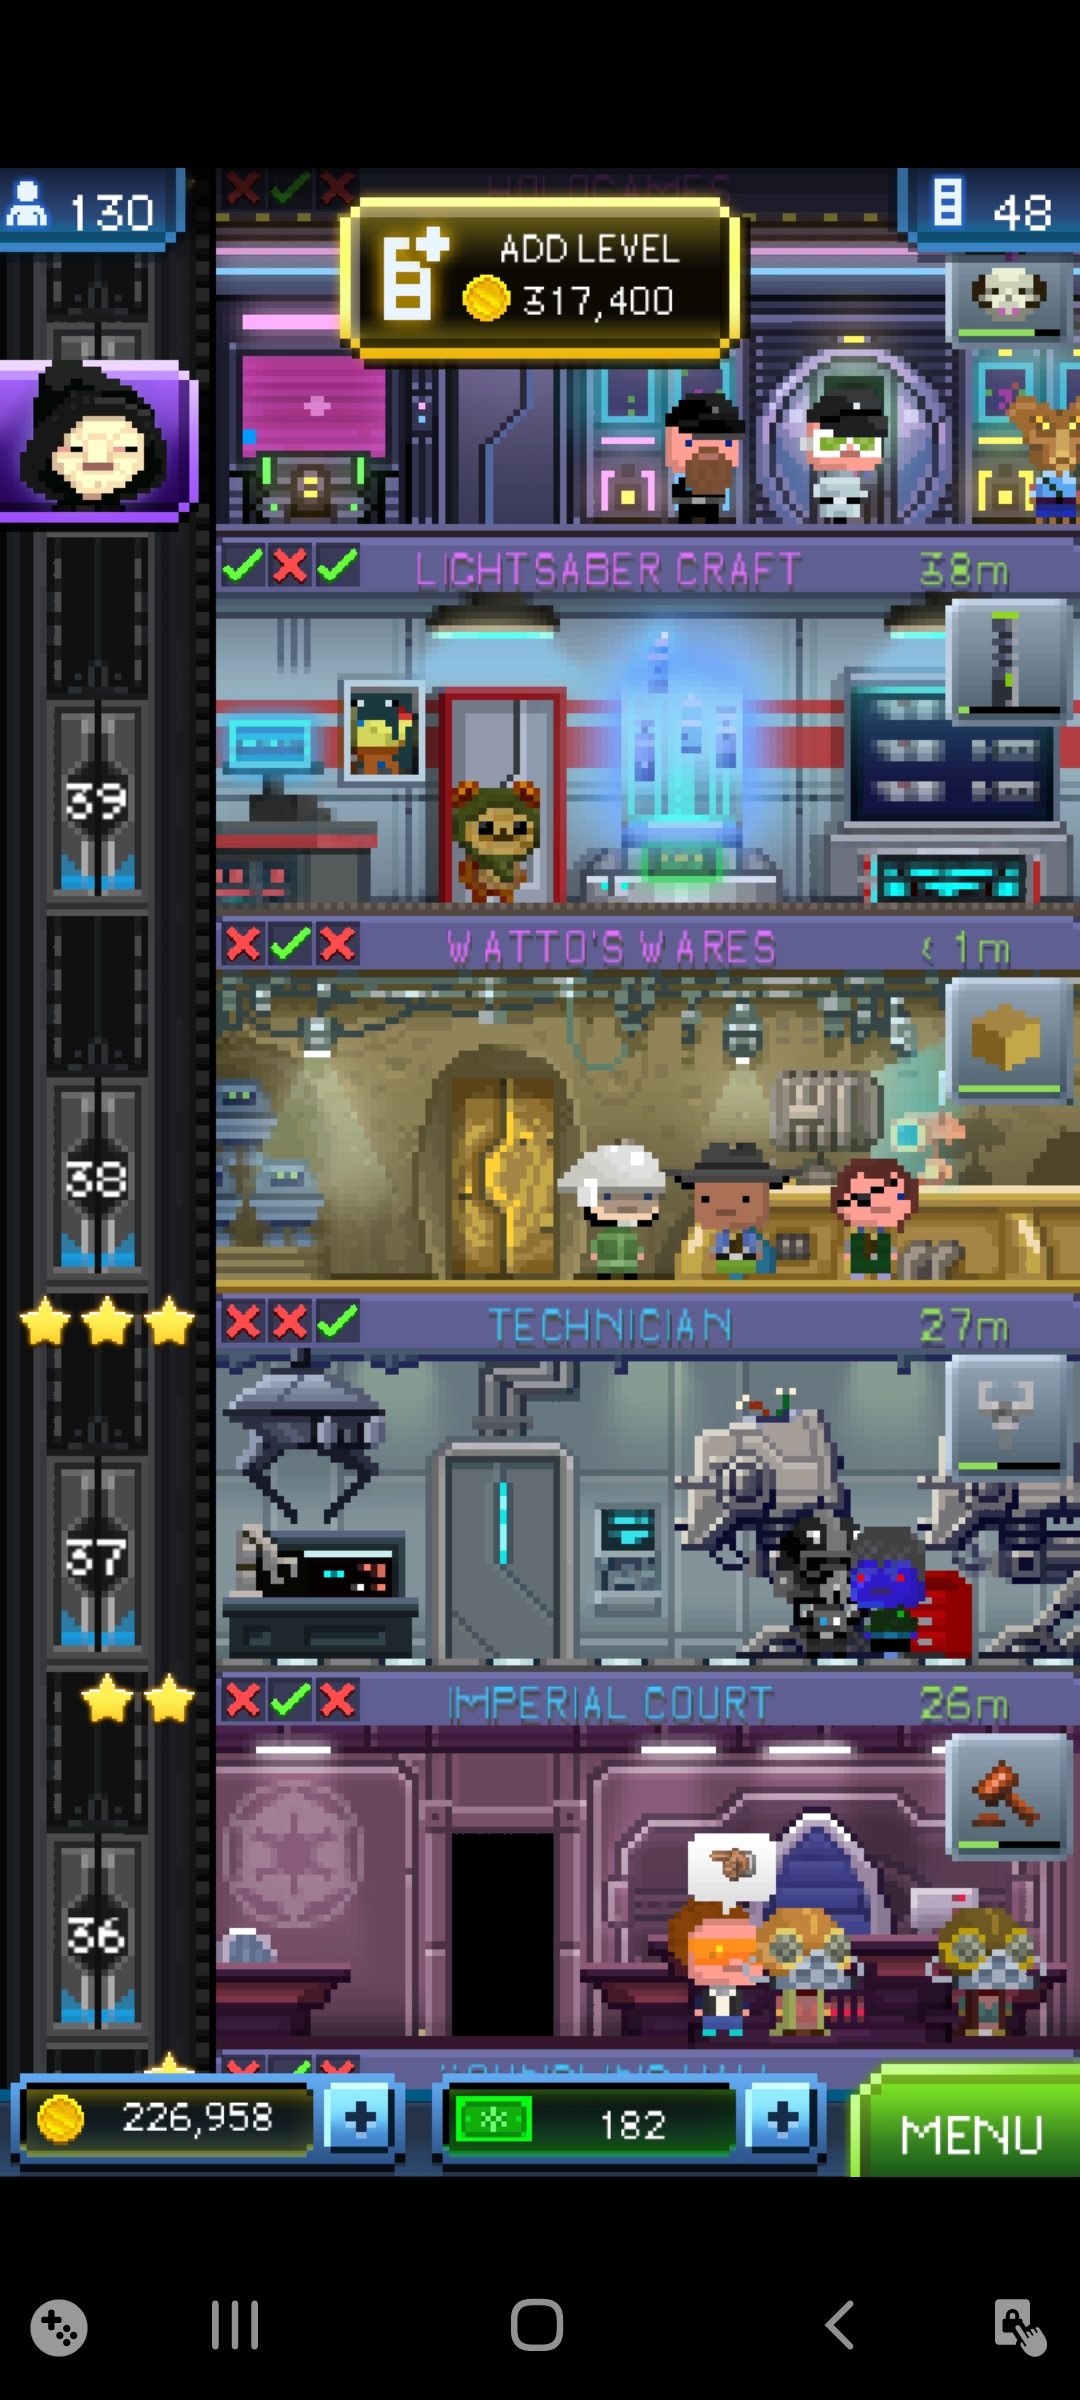 130
HOLOGAMES
48
ADD LEVEL
317,400
LIGHTSABER CRAFT 38m
39
WATTO'S WARES < 1m
38
TECHNICIAN 27m
37
IMPERIAL COURT 26m
36
226,958
182
MENU